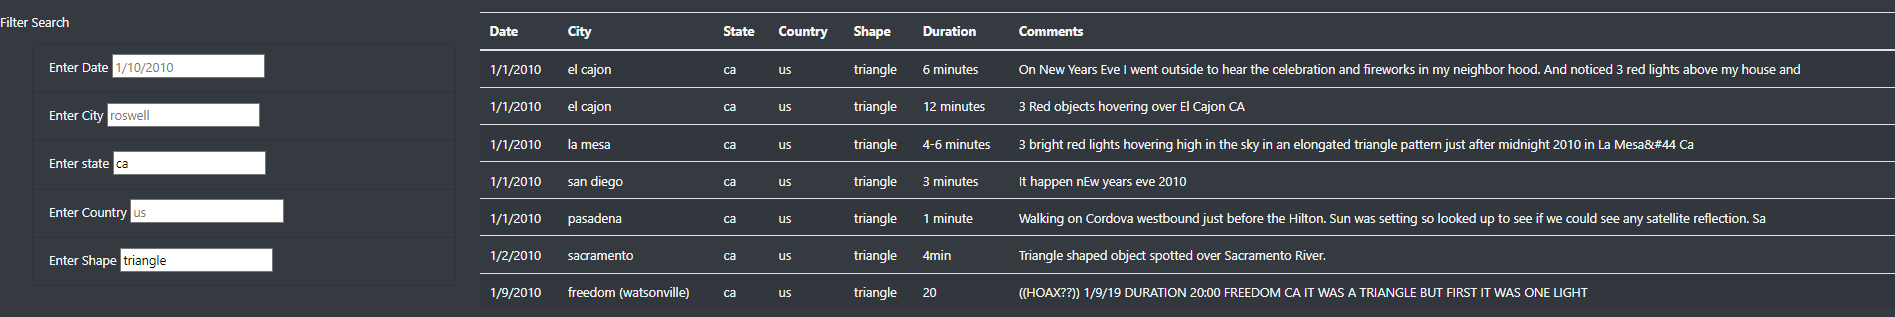 Filter Search
Enter Date 1/10/2010
Enter City roswell
Enter state ca
Enter Country us
Enter Shape triangle
Date City State Country Shape Duration Comments
1/1/2010 el cajon ca us triangle 6 minutes On New Years Eve I went outside to hear the celebration and fireworks in my neighbor hood. And noticed 3 red lights above my house and
1/1/2010 el cajon ca us triangle 12 minutes 3 Red objects hovering over El Cajon CA
1/1/2010 la mesa ca us triangle 4-6 minutes 3 bright red lights hovering high in the sky in an elongated triangle pattern just after midnight 2010 in La Mesa&#44 Ca
1/1/2010 san diego ca us triangle 3 minutes It happen nEw years eve 2010
1/1/2010 pasadena ca us triangle 1 minute Walking on Cordova westbound just before the Hilton. Sun was setting so looked up to see if we could see any satellite reflection. Sa
1/2/2010 sacramento ca us triangle 4min Triangle shaped object spotted over Sacramento River.
1/9/2010 freedom (watsonville) ca us triangle 20 ((HOAX??)) 1/9/19 DURATION 20:00 FREEDOM CA IT WAS A TRIANGLE BUT FIRST IT WAS ONE LIGHT